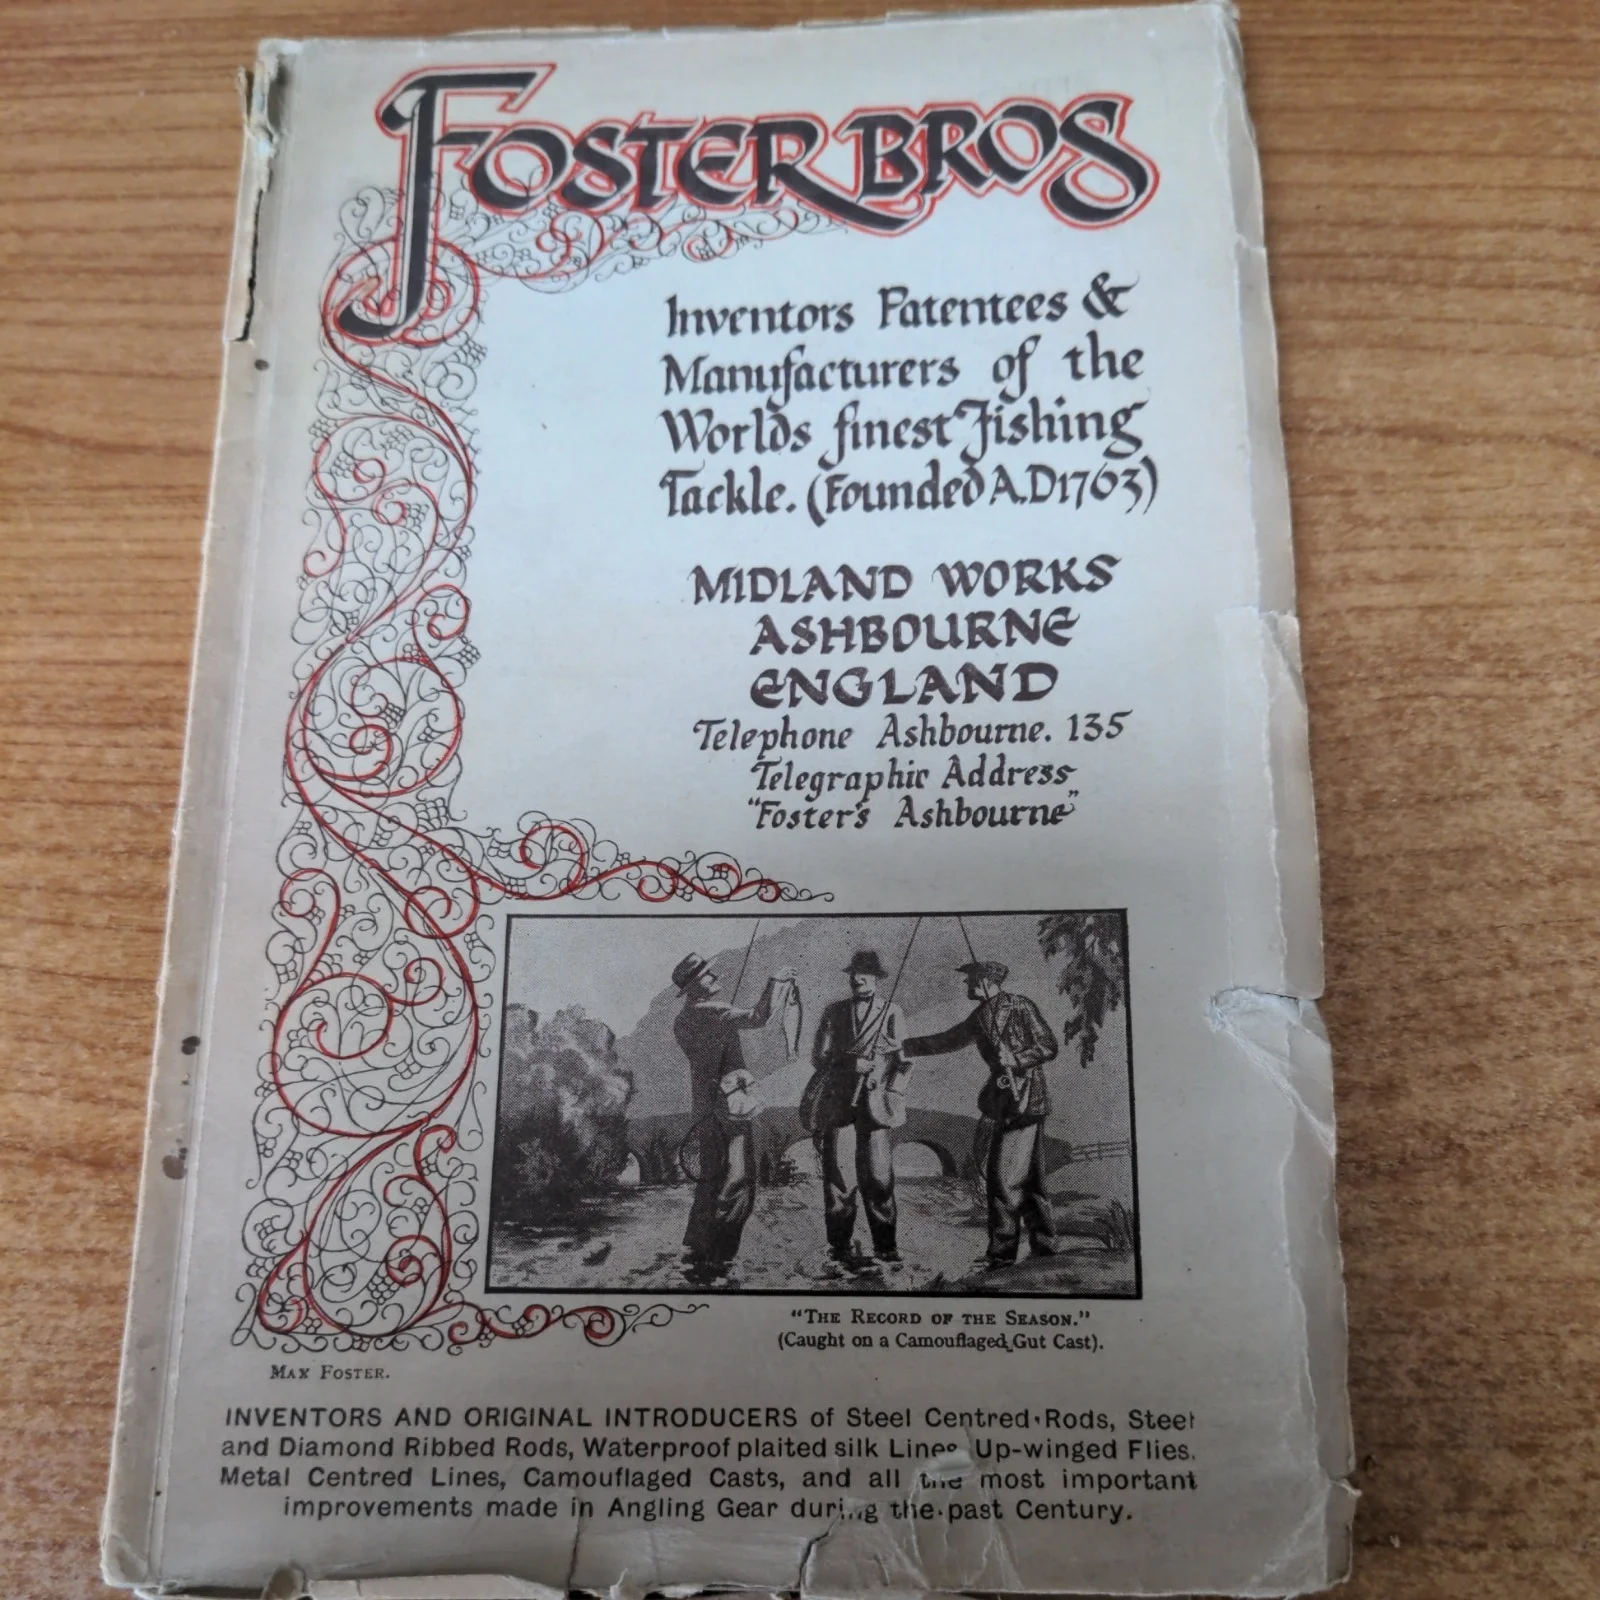 FOSTER BROS
Inventors Patentees &
Manufacturers of the
Worlds finest Fishing
Tackle. (Founded A.D 1763)
MIDLAND WORKS
ASHBOURNE
ENGLAND
Telephone Ashbourne. 135
Telegraphic Address
"Foster's Ashbourne"
"THE RECORD OF THE SEASON."
(Caught on a Camouflaged Gut Cast).
MAX FOSTER.
INVENTORS AND ORIGINAL INTRODUCERS of Steel Centred Rods, Steel
and Diamond Ribbed Rods, Waterproof plaited silk Lines Up-winged Flies.
Metal Centred Lines, Camouflaged Casts, and all the most important
improvements made in Angling Gear during the past Century.